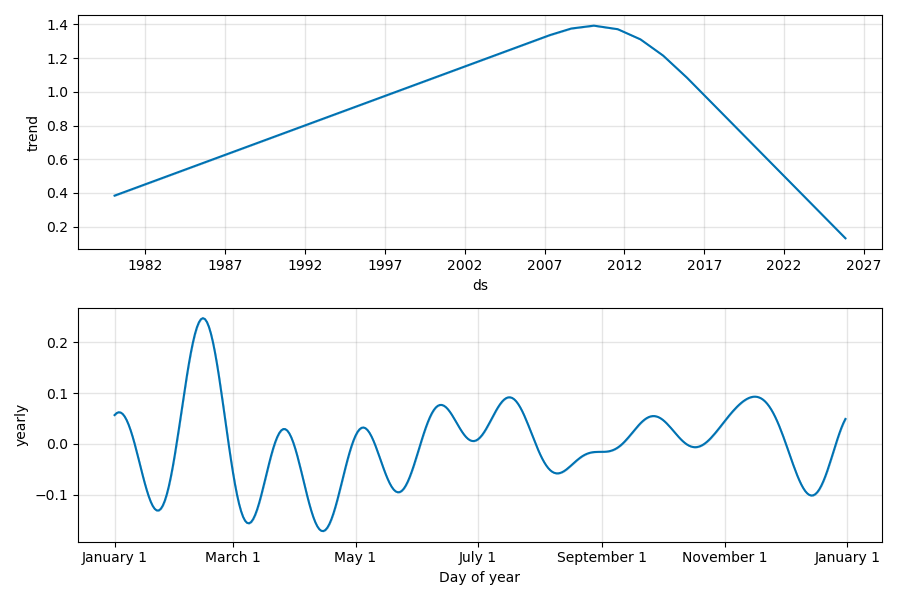 1.4
1.2
1.0
0.8
0.6
0.4
0.2
trend
1982 1987 1992 1997 2002 2007 2012 2017 2022 2027
ds
0.2
0.1
0.0
−0.1
yearly
January 1 March 1 May 1 July 1 September 1 November 1 January 1
Day of year